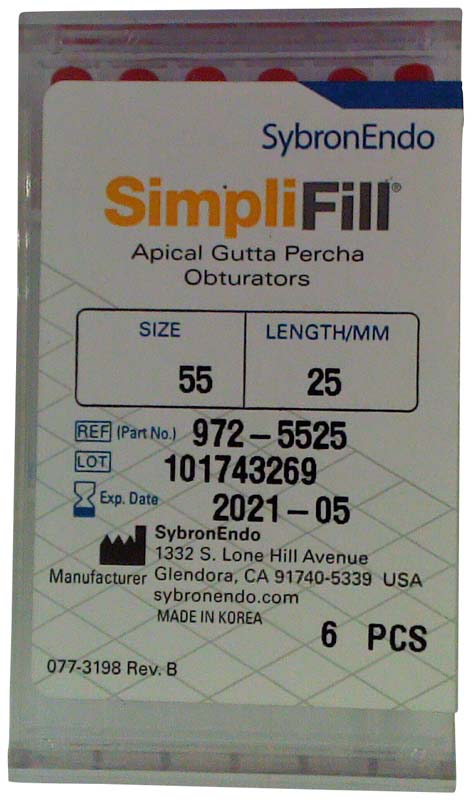 SybronEndo
SimpliFill®
Apical Gutta Percha
Obturators
SIZE LENGTH/MM
55 25
REF (Part No.) 972-5525
LOT 101743269
Exp. Date 2021-05
SybronEndo
1332 S. Lone Hill Avenue
Manufacturer Glendora, CA 91740-5339 USA
sybronendo.com
MADE IN KOREA
6 PCS
077-3198 Rev. B